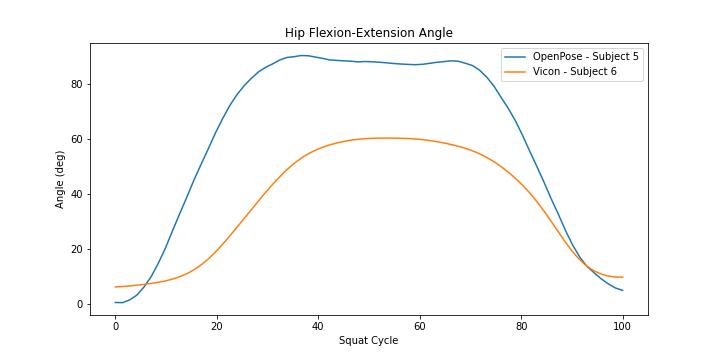 Hip Flexion-Extension Angle
OpenPose - Subject 5
Vicon - Subject 6
80
60
40
20
0
Angle (deg)
0 20 40 60 80 100
Squat Cycle